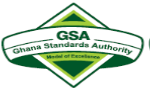 GSA
Ghana Standards Authority
Model of Excellence